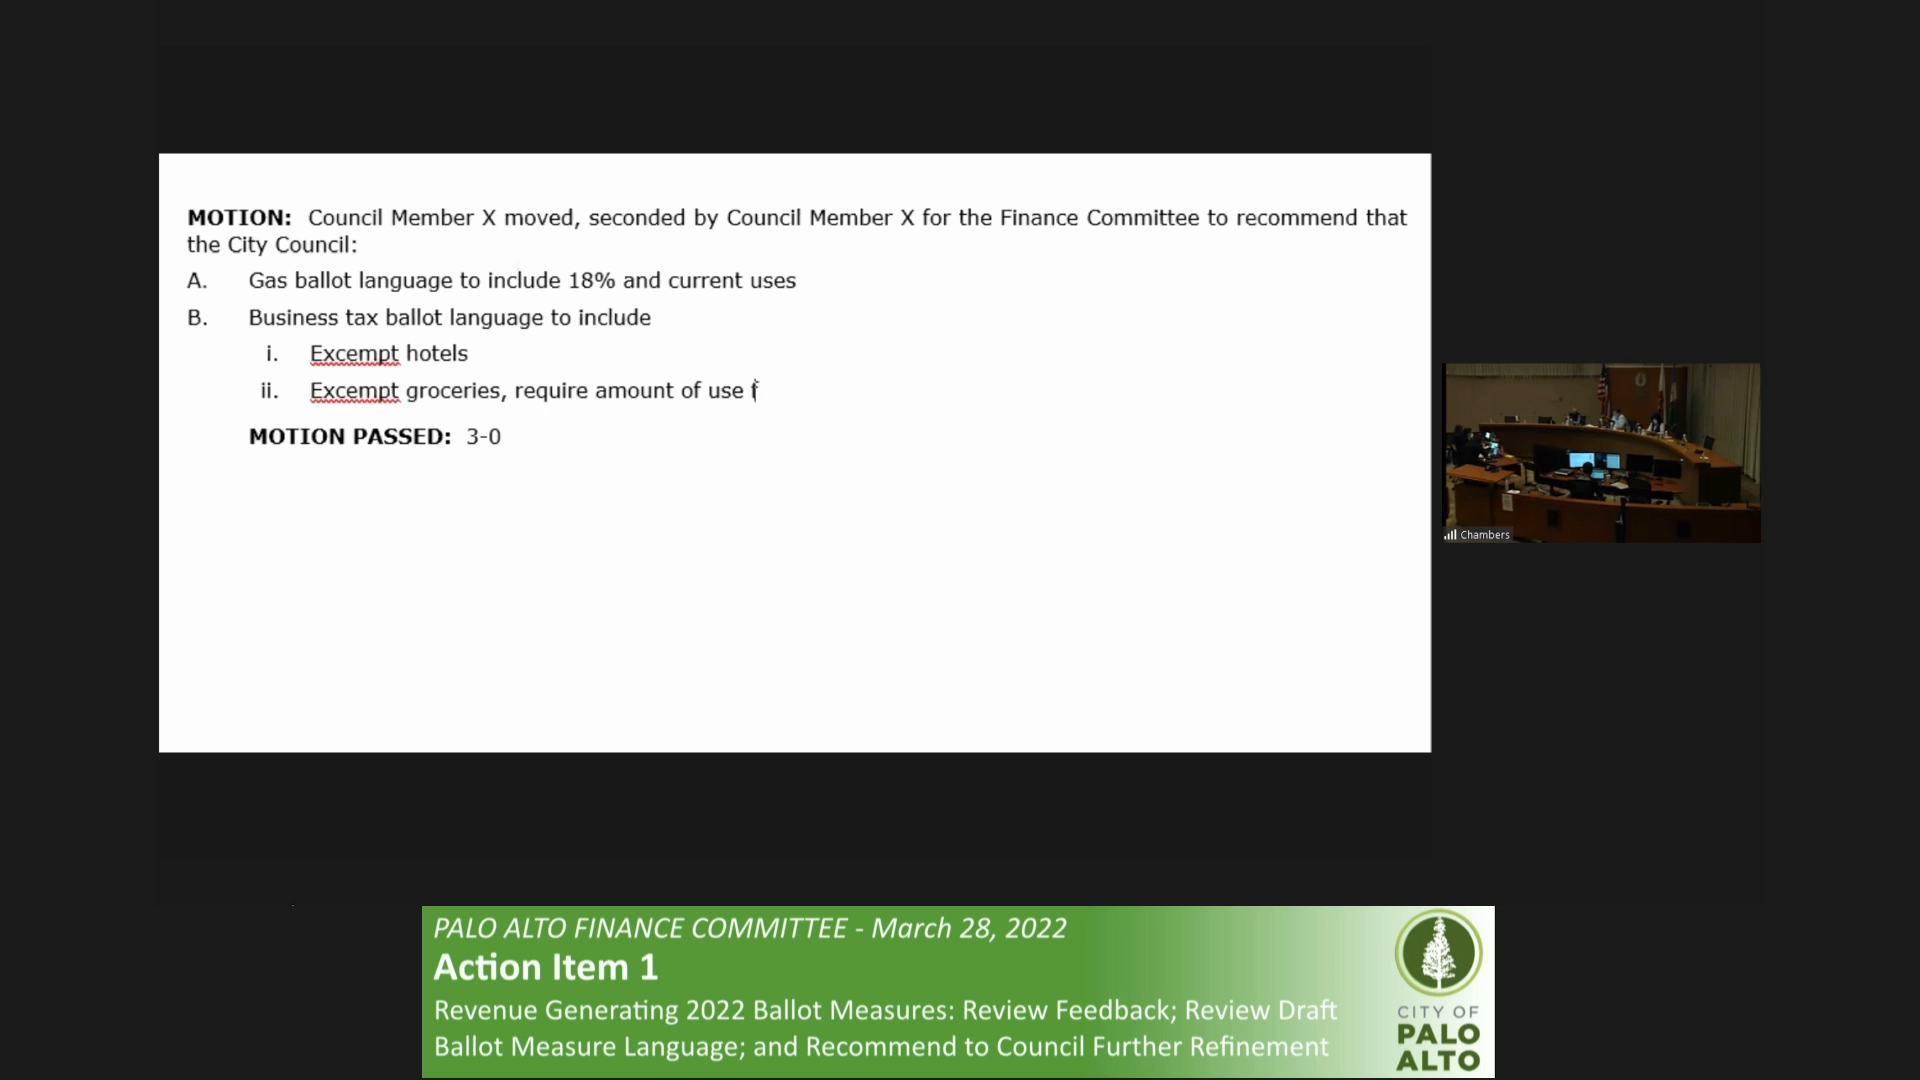 MOTION: Council Member X moved, seconded by Council Member X for the Finance Committee to recommend that
the City Council:
A. Gas ballot language to include 18% and current uses
B. Business tax ballot language to include
i. Excempt hotels
ii. Excempt groceries, require amount of use f
MOTION PASSED: 3-0
Chambers
PALO ALTO FINANCE COMMITTEE - March 28, 2022
Action Item 1
Revenue Generating 2022 Ballot Measures: Review Feedback; Review Draft
Ballot Measure Language; and Recommend to Council Further Refinement
CITY OF
PALO
ALTO